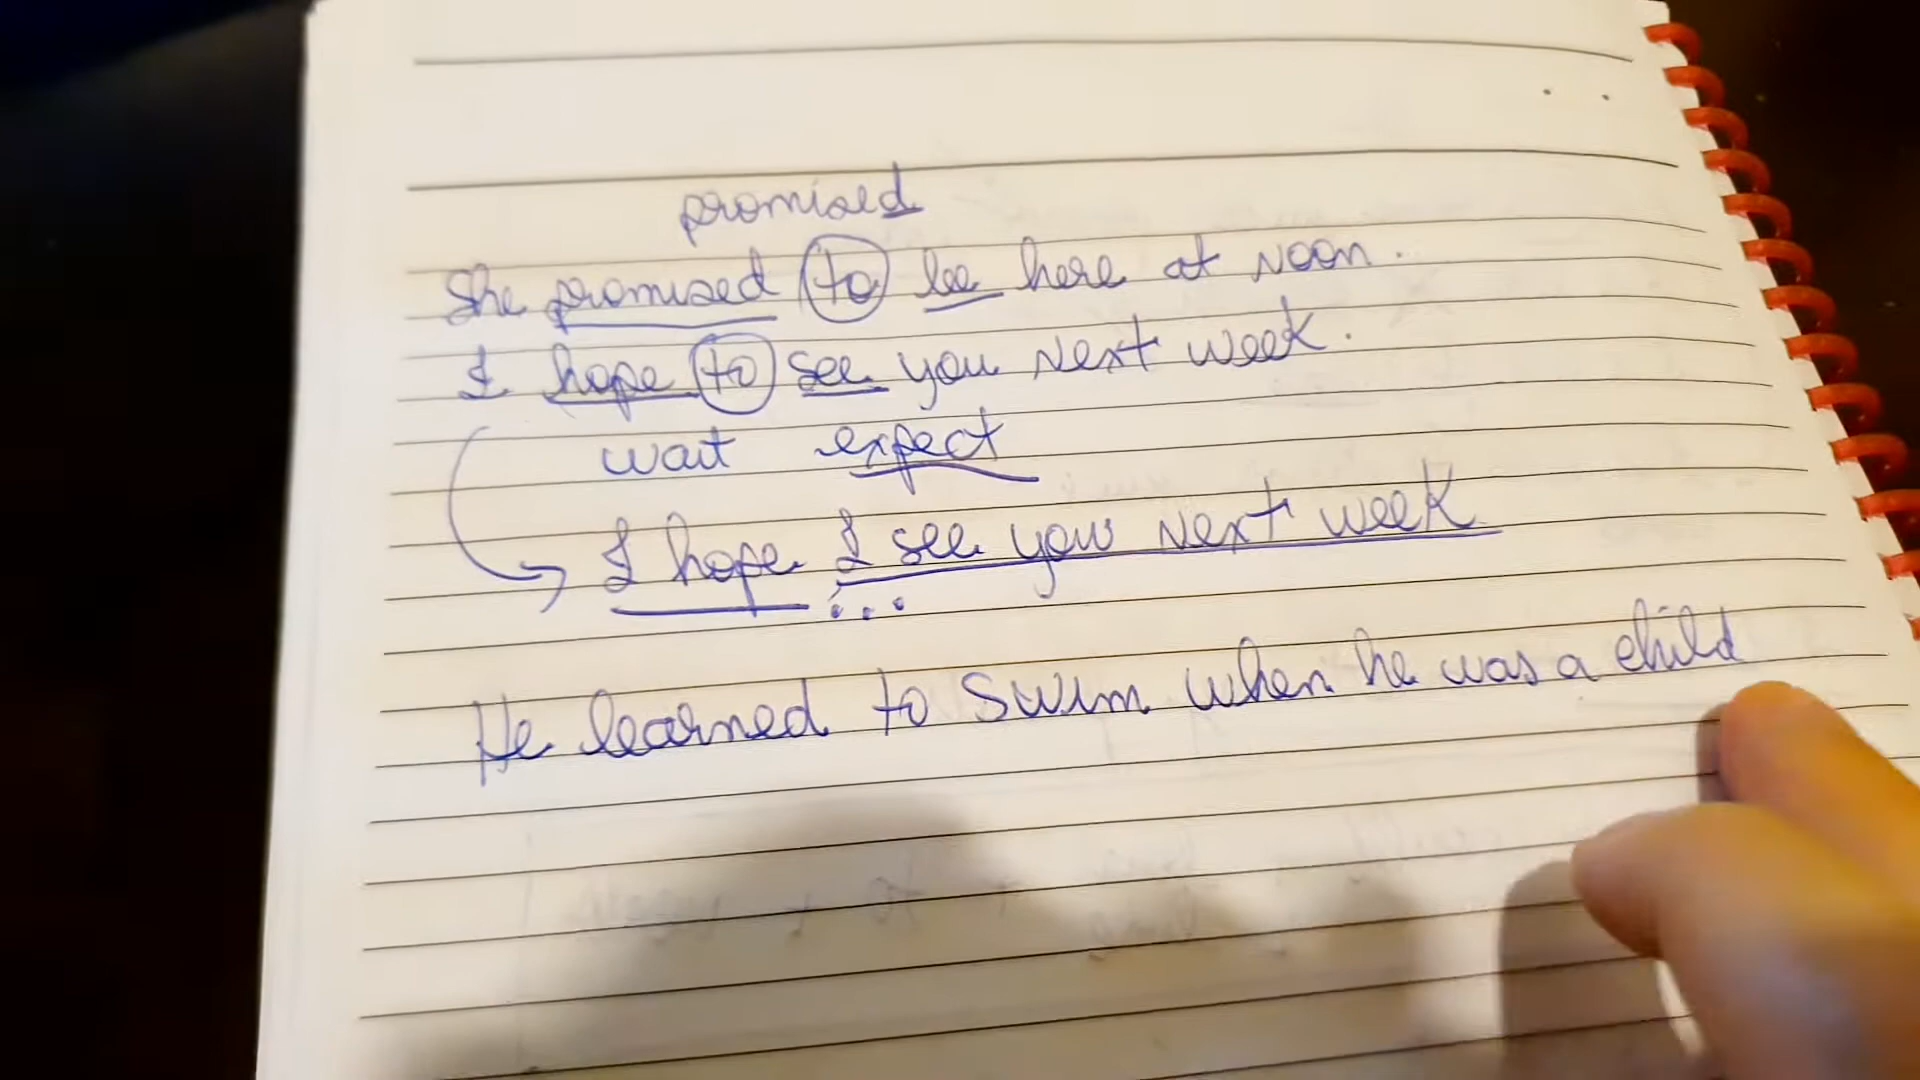 promised
She promised to be here at Noon.
I hope to see you Next week.
wait expect
I hope I see you Next week
...
He learned to swim when he was a child